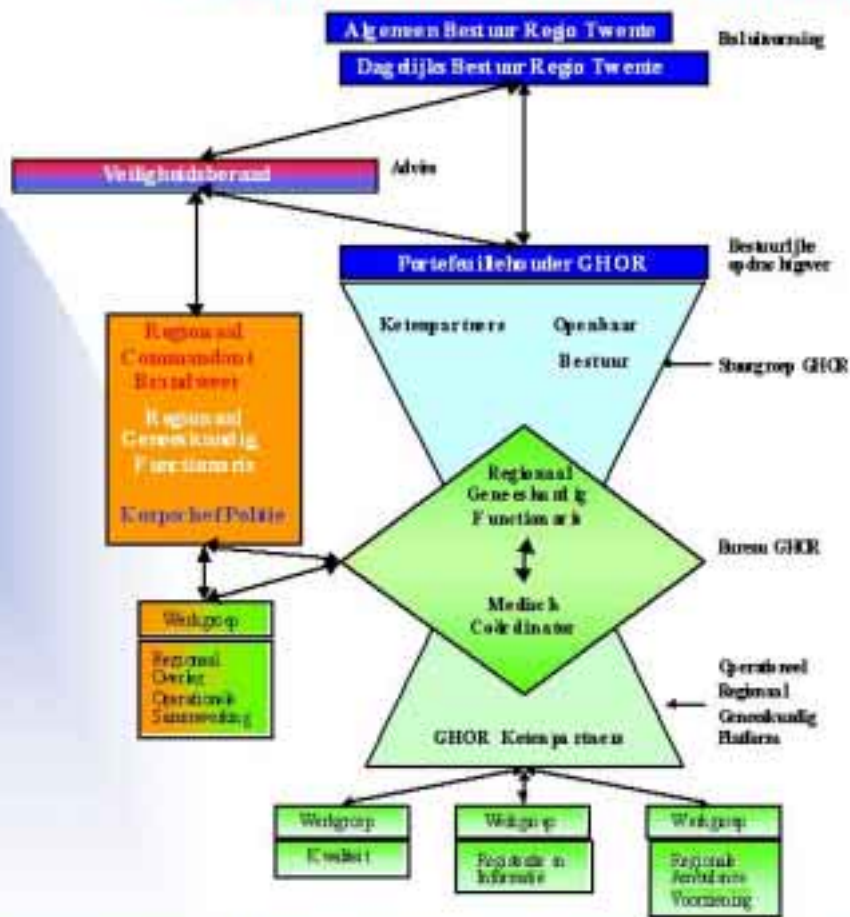 Algemeen Bestuur Regio Twente
Besluitvorming
Dagelijks Bestuur Regio Twente
Veiligheidsberaad
Advies
Portefeuillehouder GHOR
Bestuurlijke
opdrachtgever
Ketenpartners
Openbaar
Bestuur
Stuurgroep GHOR
Regionaal
Commandant
Brandweer
Regionaal
Geneeskundig
Functionaris
Korpschef Politie
Regionaal
Geneeskundig
Functionaris
Medisch
Coördinator
Bureau GHOR
Werkgroep
Regionaal
Overleg
Operationele
Samenwerking
GHOR Ketenpartners
Operationeel
Regionaal
Geneeskundig
Platform
Werkgroep
Kwaliteit
Werkgroep
Registratie en
Informatie
Werkgroep
Regionale
Ambulance
Voorziening